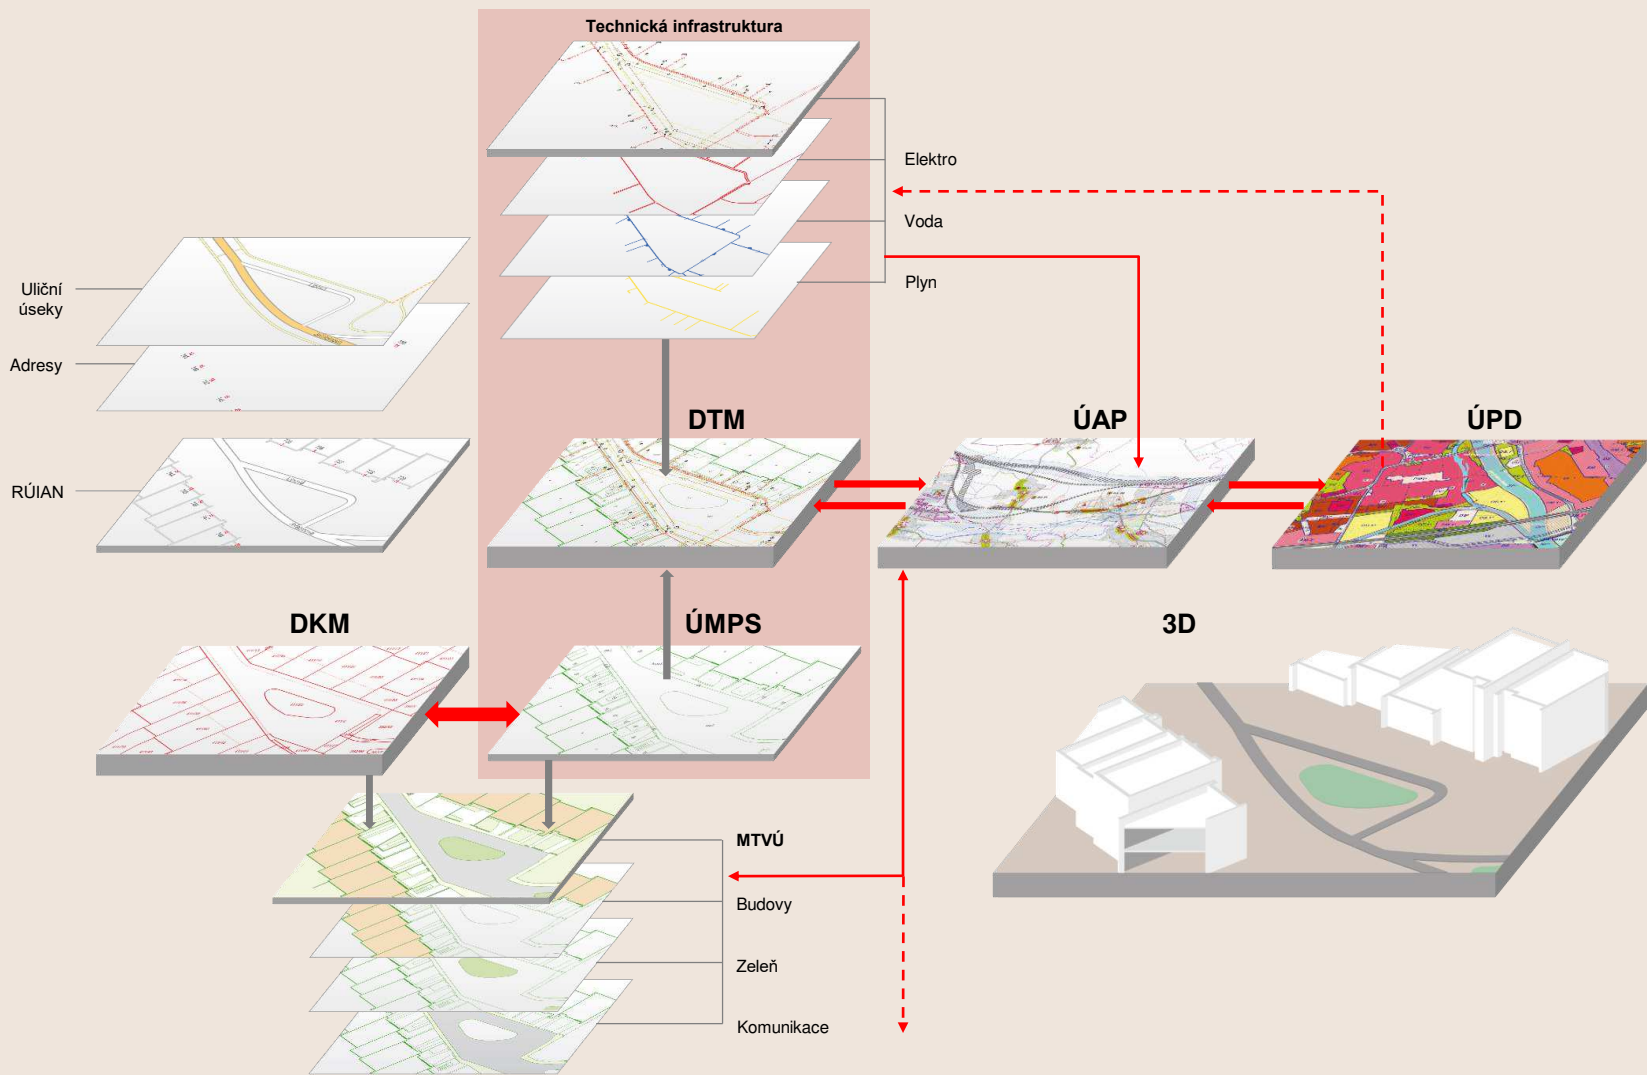 Technická infrastruktura
Elektro
Voda
Plyn
Uliční
úseky
Adresy
RÚIAN
DTM
ÚAP
ÚPD
DKM
ÚMPS
3D
MTVÚ
Budovy
Zeleň
Komunikace